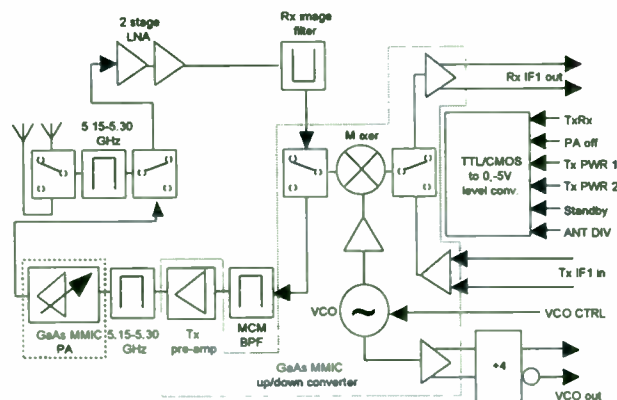 2 stage
LNA
Rx image
filter
Rx IF1 out
5 15-5.30
GHz
Mixer
TTL/CMOS
to 0,-5V
level conv.
TxRx
PA off
Tx PWR 1
Tx PWR 2
Standby
ANT DIV
Tx IF1 in
GaAs MMIC
PA
5.15-5.30
GHz
Tx
pre-amp
MCM
BPF
VCO
~
VCO CTRL
GaAs MMIC
up/down converter
÷4
VCO out